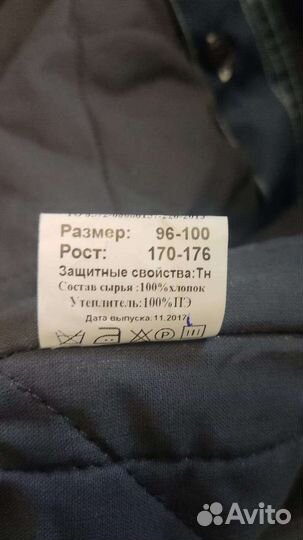 Размер: 96-100
Рост: 170-176
Защитные свойства:Тн
Состав сырья :100%хлопок
Утеплитель:100%ПЭ
Дата выпуска:11.2017
Avito